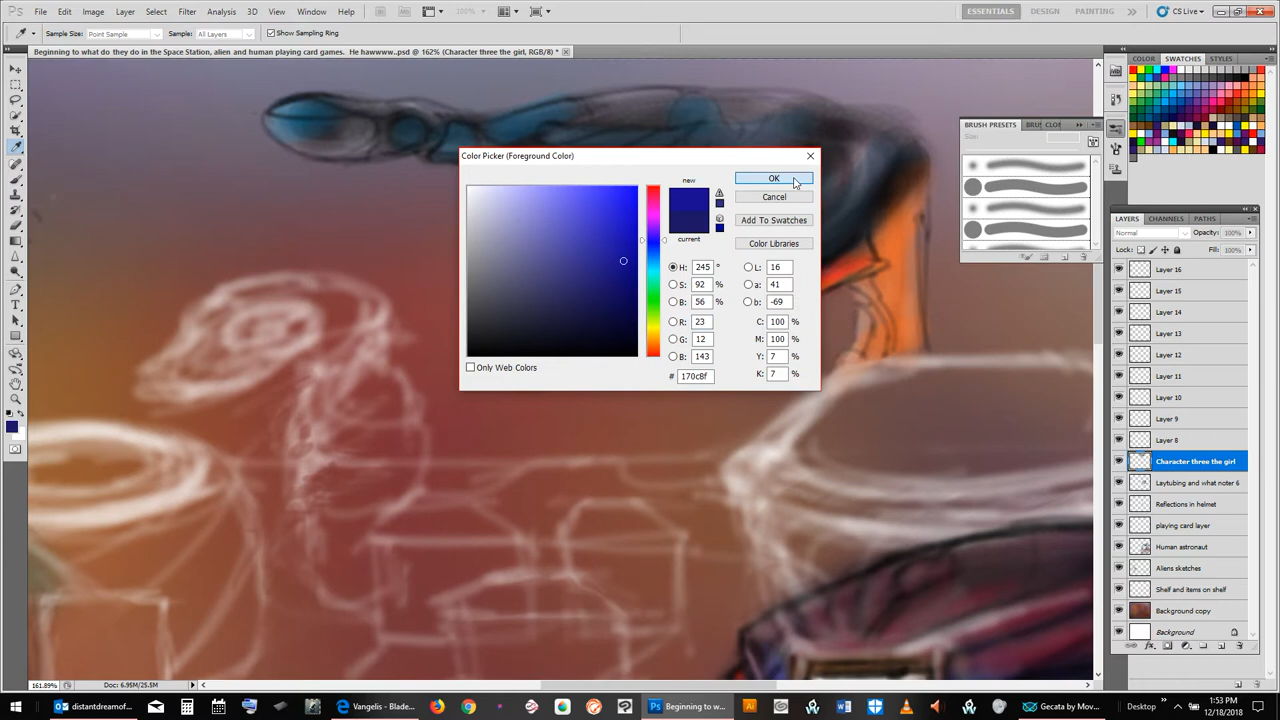 File Edit Image Layer Select Filter Analysis 3D View Window Help 100% ESSENTIALS DESIGN PAINTING CS Live
Sample Size: Point Sample Sample: All Layers Show Sampling Ring
Beginning to what do they do in the Space Station, alien and human playing card games. He hawwww..psd @ 162% (Character three the girl, RGB/8) *
COLOR SWATCHES STYLES
BRUSH PRESETS BRUS CLON
Size:
Color Picker (Foreground Color)
new
current
OK
Cancel
Add To Swatches
Color Libraries
H: 245 ° L: 16
S: 92 % a: 41
B: 56 % b: -69
R: 23 C: 100 %
G: 12 M: 100 %
B: 143 Y: 7 %
# 170c8f K: 7 %
Only Web Colors
LAYERS CHANNELS PATHS
Normal Opacity: 100%
Lock: Fill: 100%
Layer 16
Layer 15
Layer 14
Layer 13
Layer 12
Layer 11
Layer 10
Layer 9
Layer 8
Character three the girl
Laytubing and what noter 6
Reflections in helmet
playing card layer
Human astronaut
Aliens sketches
Shelf and items on shelf
Background copy
Background
161.89% Doc: 6.95M/25.5M
distantdreamof... Vangelis - Blade... Beginning to w... Gecata by Mov... Desktop 1:53 PM
12/18/2018